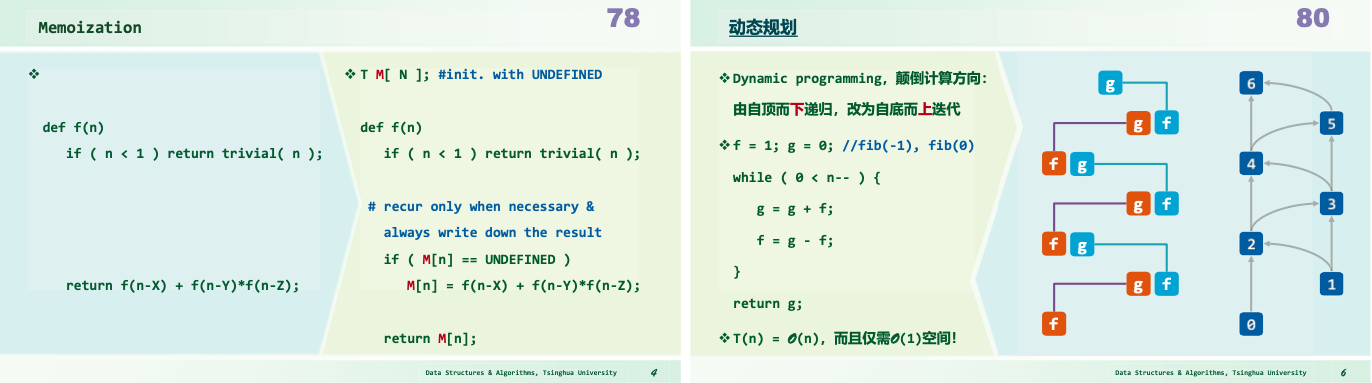 Memoization
78
❖
def f(n)
if ( n < 1 ) return trivial( n );
return f(n-X) + f(n-Y)*f(n-Z);
❖ T M[ N ]; #init. with UNDEFINED
def f(n)
if ( n < 1 ) return trivial( n );
# recur only when necessary &
always write down the result
if ( M[n] == UNDEFINED )
M[n] = f(n-X) + f(n-Y)*f(n-Z);
return M[n];
Data Structures & Algorithms, Tsinghua University
4
动态规划
80
❖Dynamic programming, 颠倒计算方向:
由自顶而下递归, 改为自底而上迭代
❖f = 1; g = 0; //fib(-1), fib(0)
while ( 0 < n-- ) {
g = g + f;
f = g - f;
}
return g;
❖T(n) = O(n), 而且仅需O(1)空间!
g
g f
f g
g f
f g
g f
f
6
5
4
3
2
1
0
Data Structures & Algorithms, Tsinghua University
6